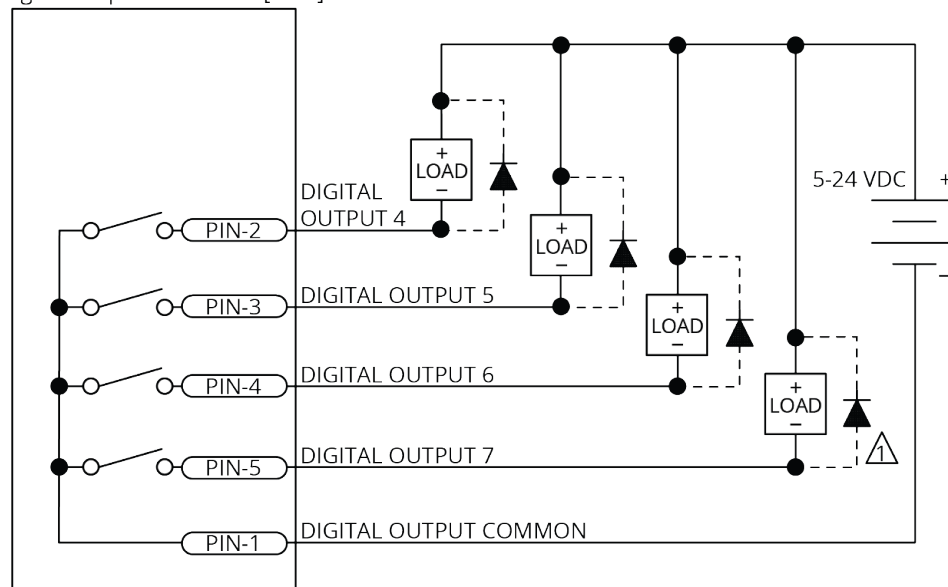 5-24 VDC
+
-
+
LOAD
-
+
LOAD
-
+
LOAD
-
+
LOAD
-
1
DIGITAL
OUTPUT 4
PIN-2
DIGITAL OUTPUT 5
PIN-3
DIGITAL OUTPUT 6
PIN-4
DIGITAL OUTPUT 7
PIN-5
DIGITAL OUTPUT COMMON
PIN-1